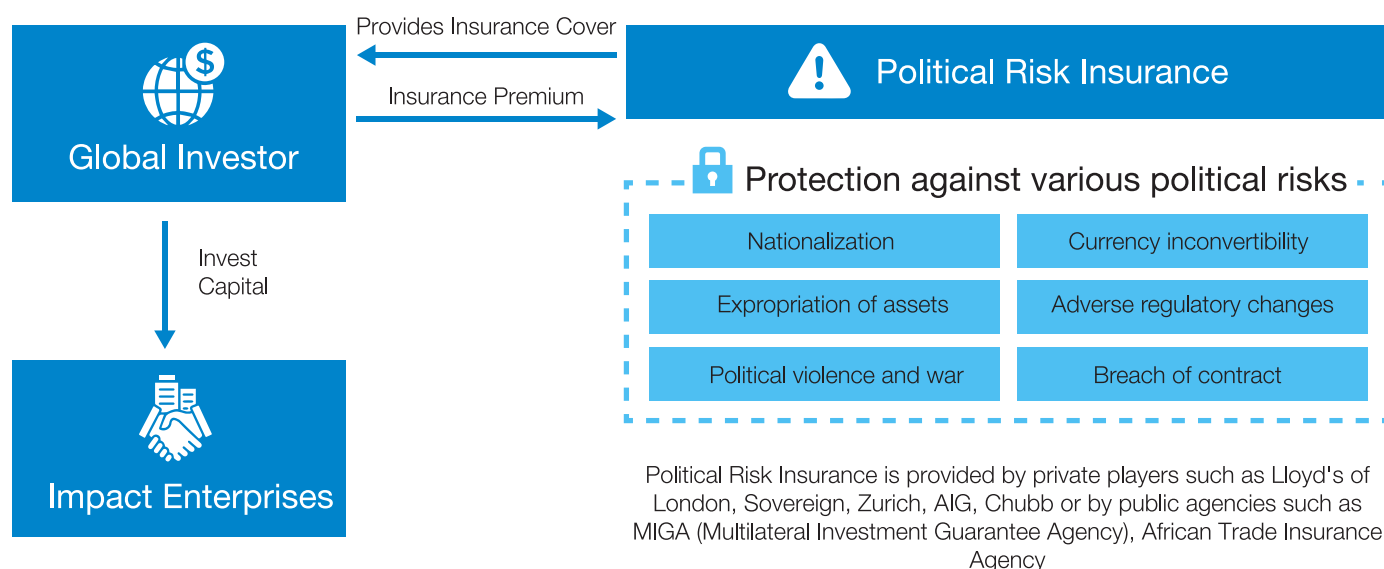 Provides Insurance Cover
Insurance Premium
$
Global Investor
Invest
Capital
Impact Enterprises
! Political Risk Insurance
Protection against various political risks
Nationalization
Currency inconvertibility
Expropriation of assets
Adverse regulatory changes
Political violence and war
Breach of contract
Political Risk Insurance is provided by private players such as Lloyd's of
London, Sovereign, Zurich, AIG, Chubb or by public agencies such as
MIGA (Multilateral Investment Guarantee Agency), African Trade Insurance
Agency